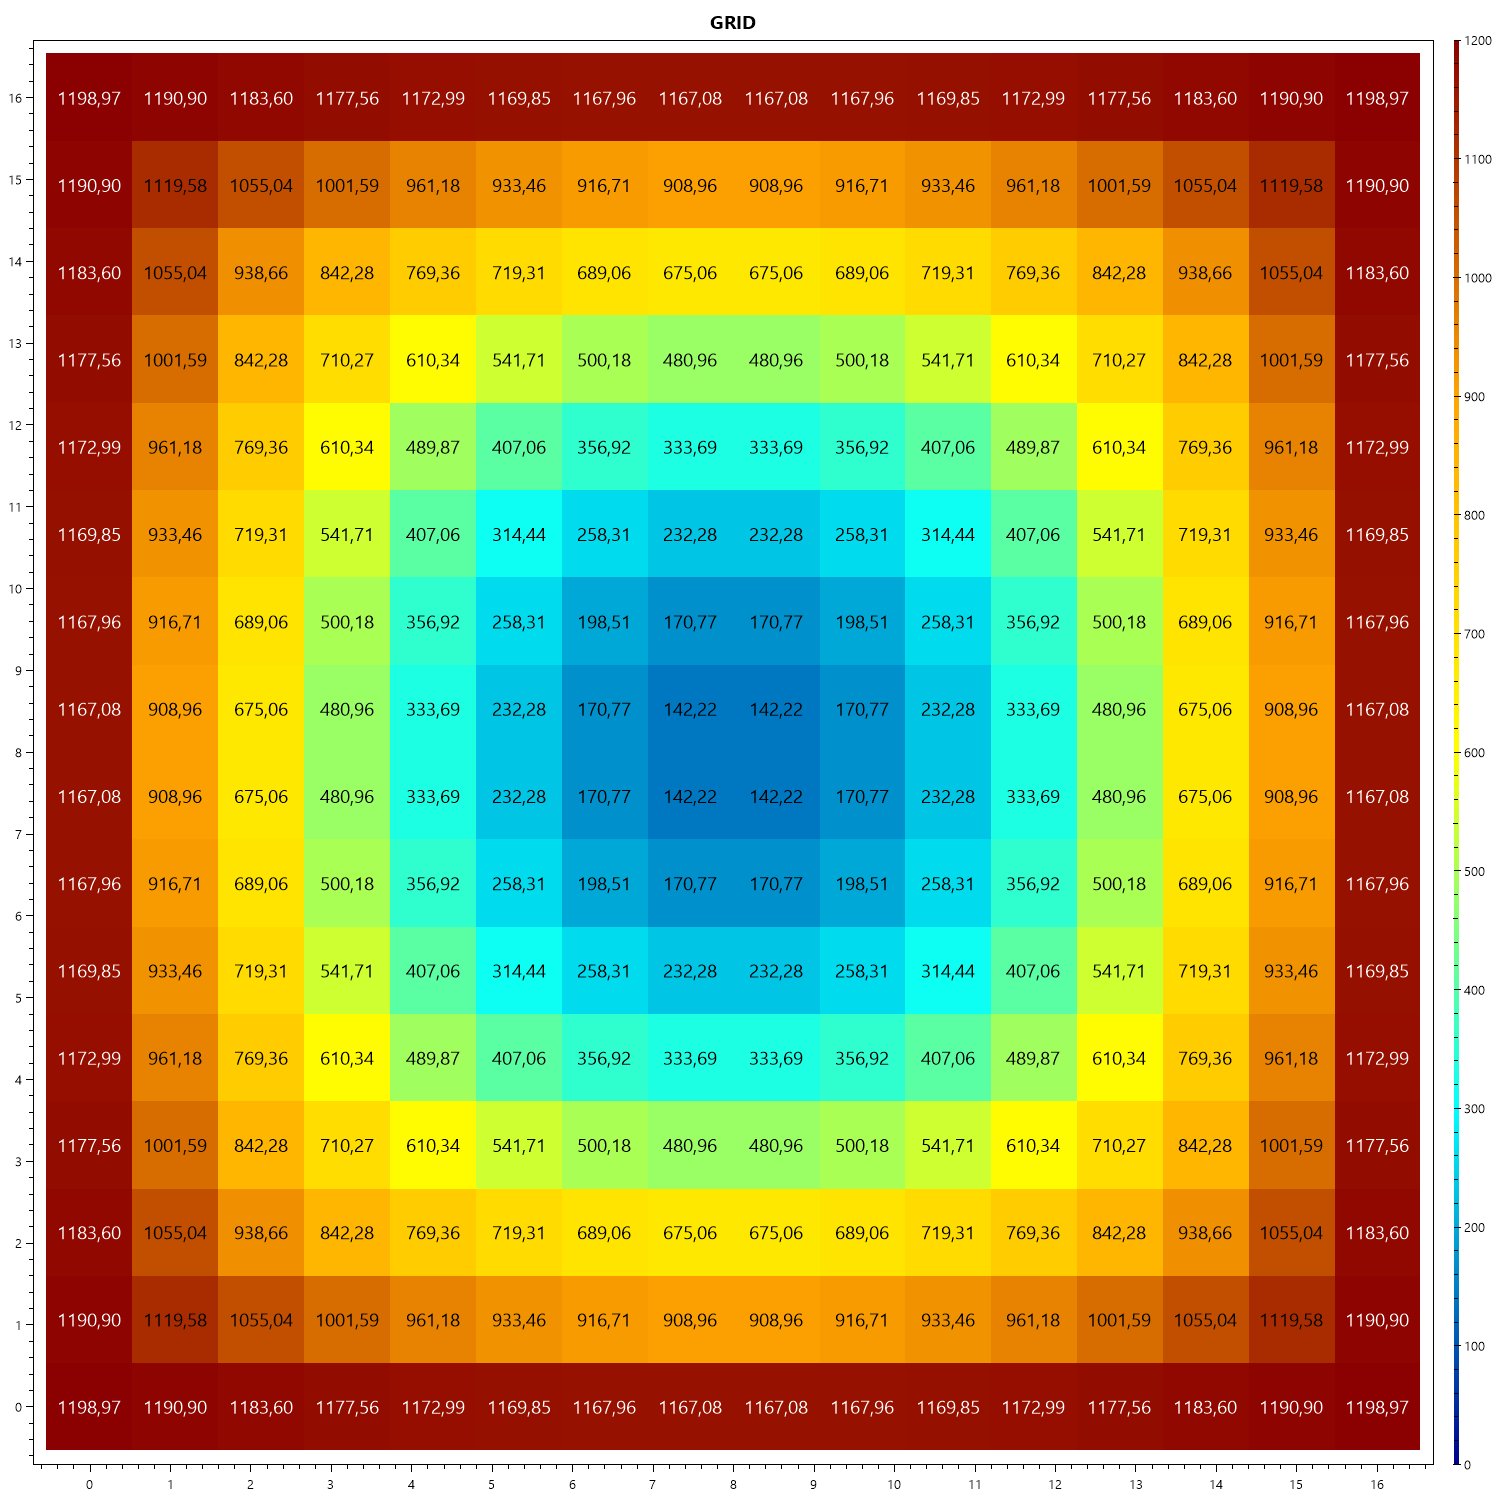 GRID
1200
16 1198,97 1190,90 1183,60 1177,56 1172,99 1169,85 1167,96 1167,08 1167,08 1167,96 1169,85 1172,99 1177,56 1183,60 1190,90 1198,97
1100
15 1190,90 1119,58 1055,04 1001,59 961,18 933,46 916,71 908,96 908,96 916,71 933,46 961,18 1001,59 1055,04 1119,58 1190,90
14 1183,60 1055,04 938,66 842,28 769,36 719,31 689,06 675,06 675,06 689,06 719,31 769,36 842,28 938,66 1055,04 1183,60
1000
13 1177,56 1001,59 842,28 710,27 610,34 541,71 500,18 480,96 480,96 500,18 541,71 610,34 710,27 842,28 1001,59 1177,56
900
12 1172,99 961,18 769,36 610,34 489,87 407,06 356,92 333,69 333,69 356,92 407,06 489,87 610,34 769,36 961,18 1172,99
11
800
1169,85 933,46 719,31 541,71 407,06 314,44 258,31 232,28 232,28 258,31 314,44 407,06 541,71 719,31 933,46 1169,85
10
1167,96 916,71 689,06 500,18 356,92 258,31 198,51 170,77 170,77 198,51 258,31 356,92 500,18 689,06 916,71 1167,96
700
9
1167,08 908,96 675,06 480,96 333,69 232,28 170,77 142,22 142,22 170,77 232,28 333,69 480,96 675,06 908,96 1167,08
8
600
1167,08 908,96 675,06 480,96 333,69 232,28 170,77 142,22 142,22 170,77 232,28 333,69 480,96 675,06 908,96 1167,08
7
500
1167,96 916,71 689,06 500,18 356,92 258,31 198,51 170,77 170,77 198,51 258,31 356,92 500,18 689,06 916,71 1167,96
6
1169,85 933,46 719,31 541,71 407,06 314,44 258,31 232,28 232,28 258,31 314,44 407,06 541,71 719,31 933,46 1169,85
400
5
1172,99 961,18 769,36 610,34 489,87 407,06 356,92 333,69 333,69 356,92 407,06 489,87 610,34 769,36 961,18 1172,99
4
300
1177,56 1001,59 842,28 710,27 610,34 541,71 500,18 480,96 480,96 500,18 541,71 610,34 710,27 842,28 1001,59 1177,56
3
200
1183,60 1055,04 938,66 842,28 769,36 719,31 689,06 675,06 675,06 689,06 719,31 769,36 842,28 938,66 1055,04 1183,60
2
1 1190,90 1119,58 1055,04 1001,59 961,18 933,46 916,71 908,96 908,96 916,71 933,46 961,18 1001,59 1055,04 1119,58 1190,90
100
0 1198,97 1190,90 1183,60 1177,56 1172,99 1169,85 1167,96 1167,08 1167,08 1167,96 1169,85 1172,99 1177,56 1183,60 1190,90 1198,97
0
0 1 2 3 4 5 6 7 8 9 10 11 12 13 14 15 16